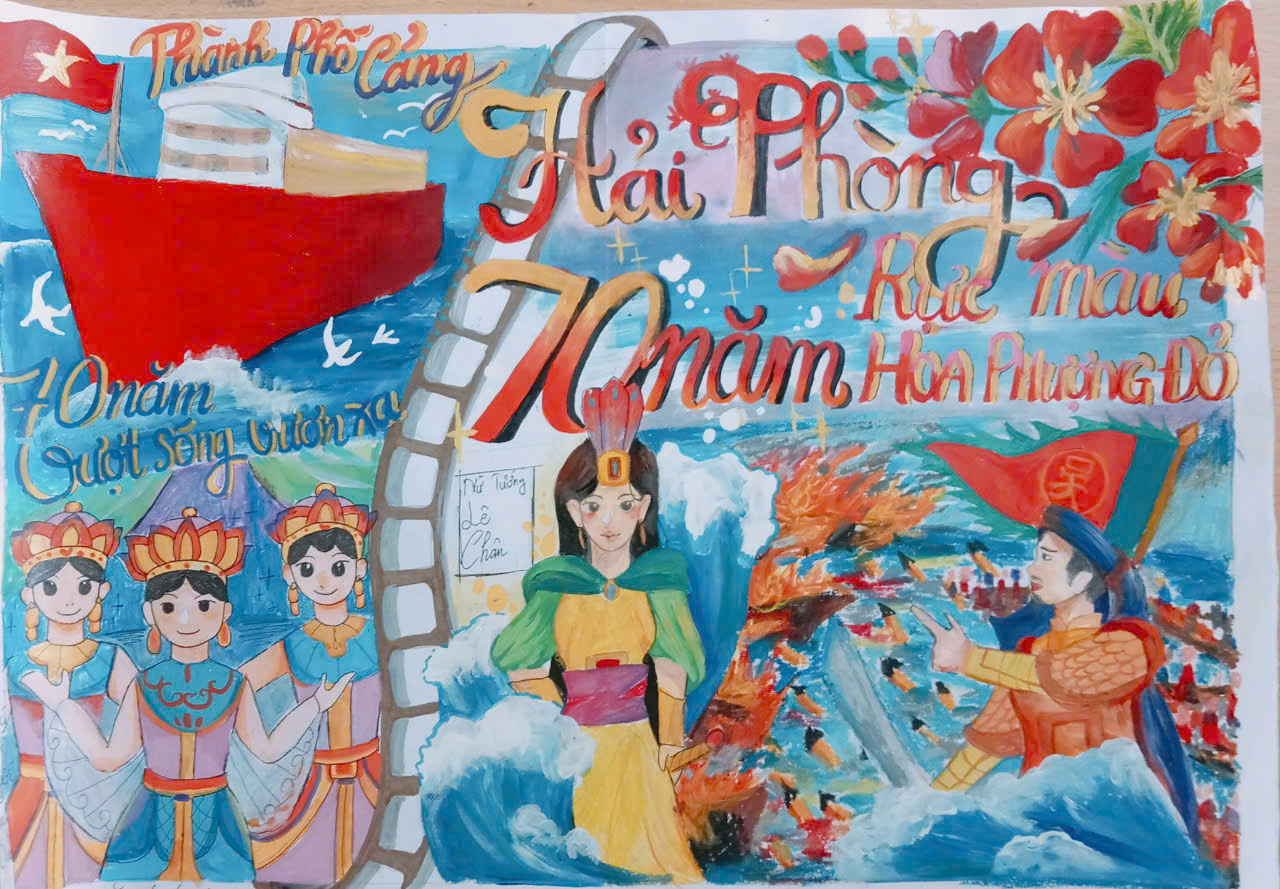 Thành Phố Cảng
Hải Phòng
70 năm
Rực màu
HOA PHƯỢNG ĐỎ
70 năm
Vượt sóng vươn xa!
Nữ Tướng
Lê
Chân
吴